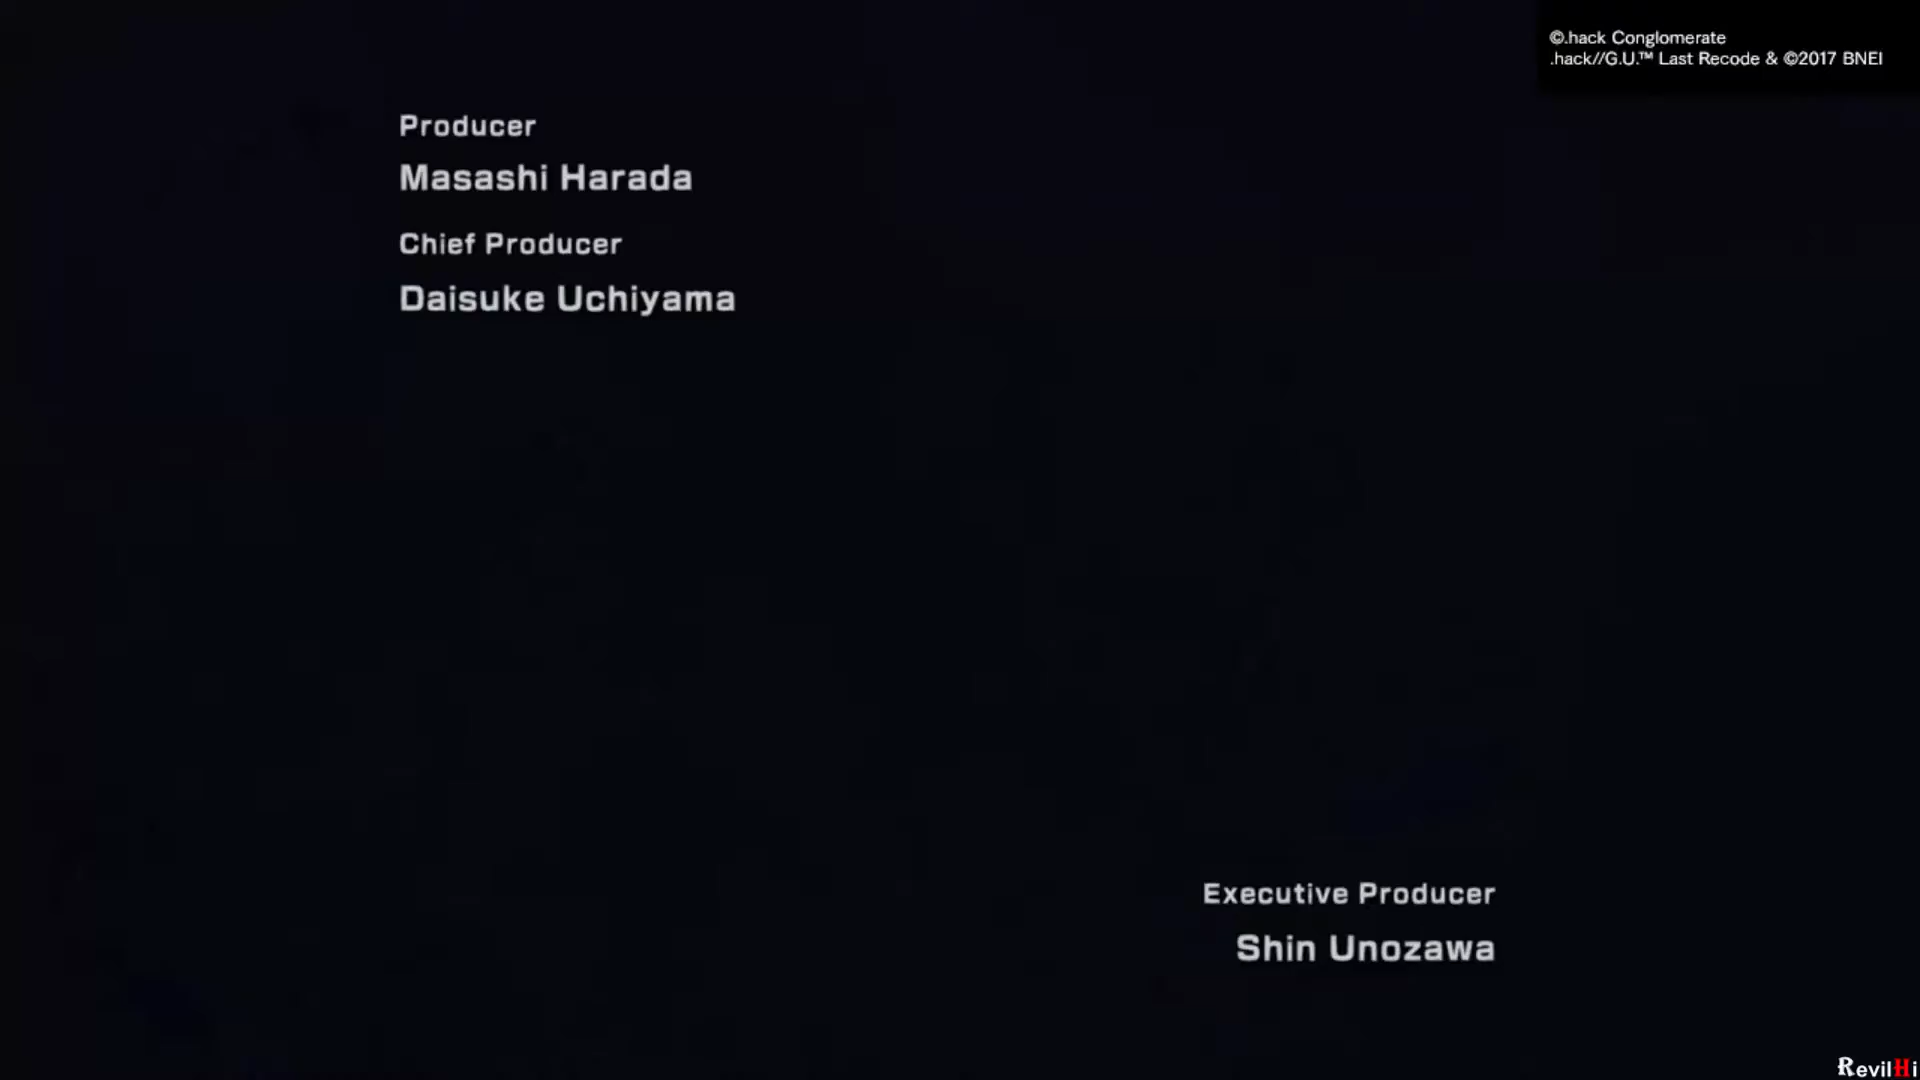 ©.hack Conglomerate
.hack//G.U.™ Last Recode & ©2017 BNEI
Producer
Masashi Harada
Chief Producer
Daisuke Uchiyama
Executive Producer
Shin Unozawa
RevilHi